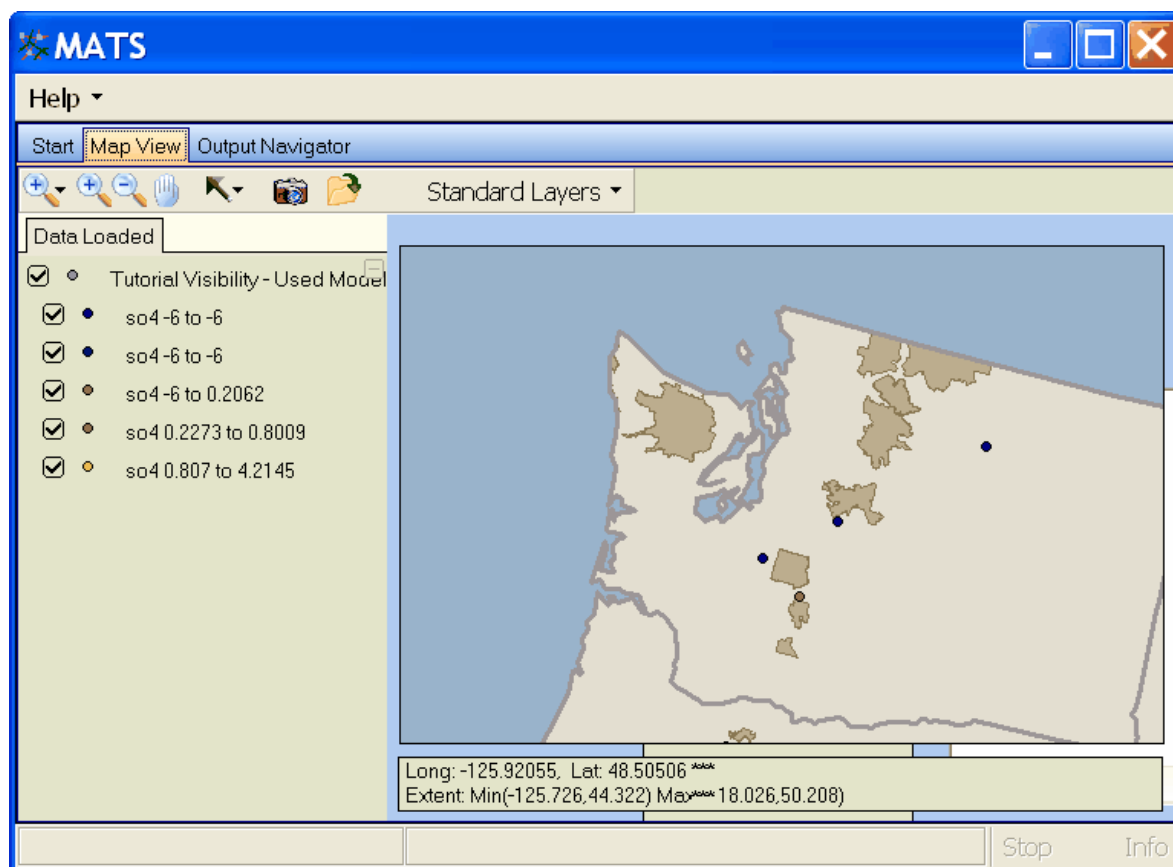 MATS
Help
Start Map View Output Navigator
Standard Layers
Data Loaded
Tutorial Visibility - Used Model
so4 -6 to -6
so4 -6 to -6
so4 -6 to 0.2062
so4 0.2273 to 0.8009
so4 0.807 to 4.2145
Long: -125.92055, Lat: 48.50506 ***
Extent: Min(-125.726,44.322) Max***18.026,50.208)
Stop Info